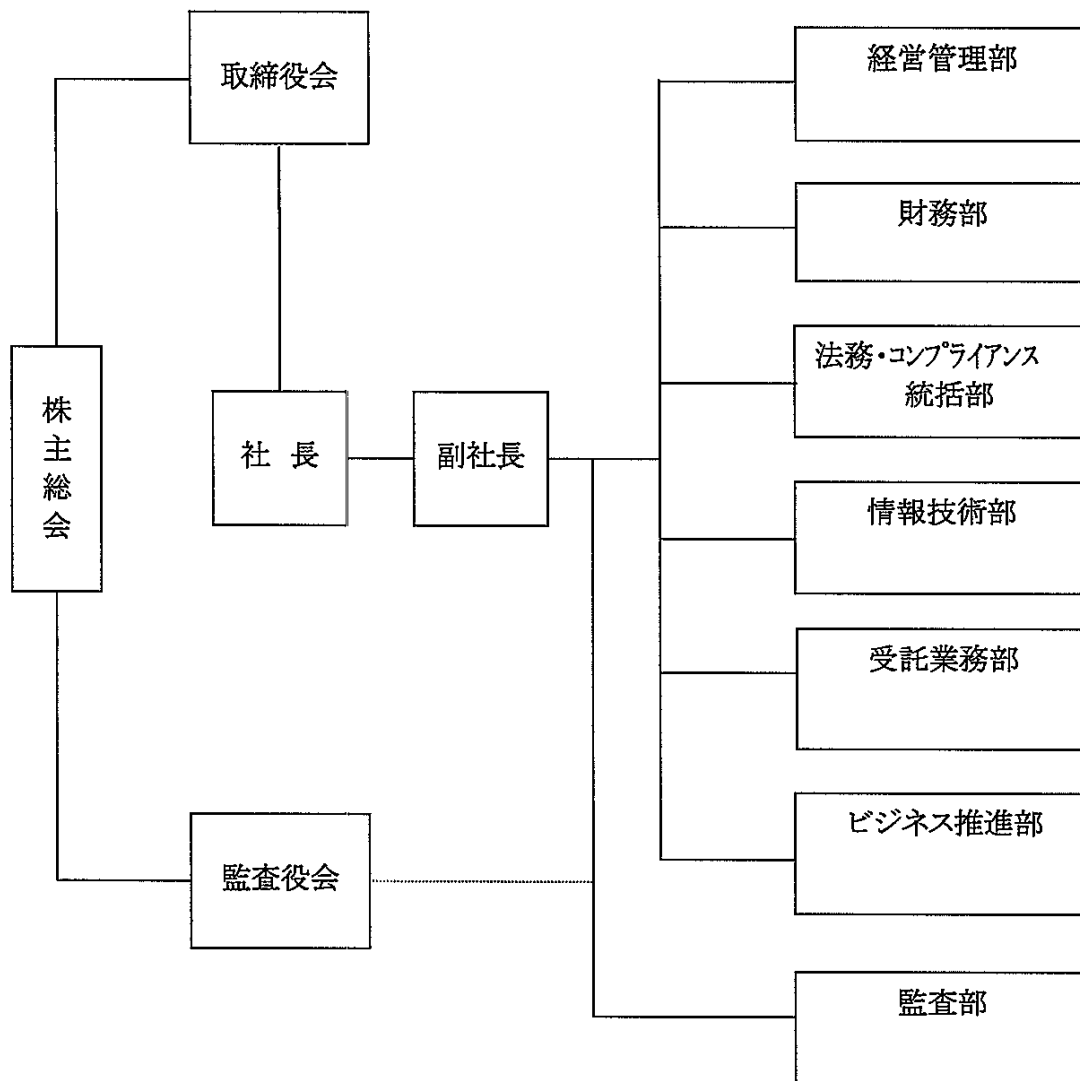 取締役会
株主総会
社長
副社長
監査役会
経営管理部
財務部
法務・コンプライアンス
統括部
情報技術部
受託業務部
ビジネス推進部
監査部